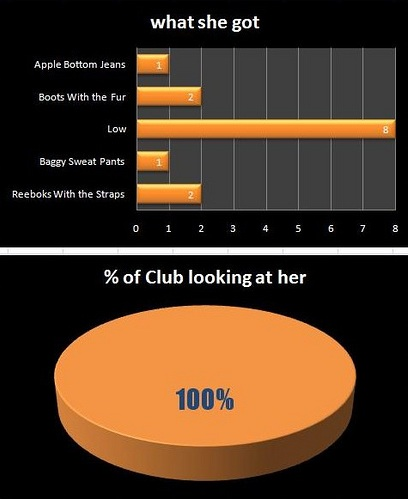 what she got
Apple Bottom Jeans
1
Boots With the Fur
2
Low
8
Baggy Sweat Pants
1
Reeboks With the Straps
2
0 1 2 3 4 5 6 7 8
% of Club looking at her
100%